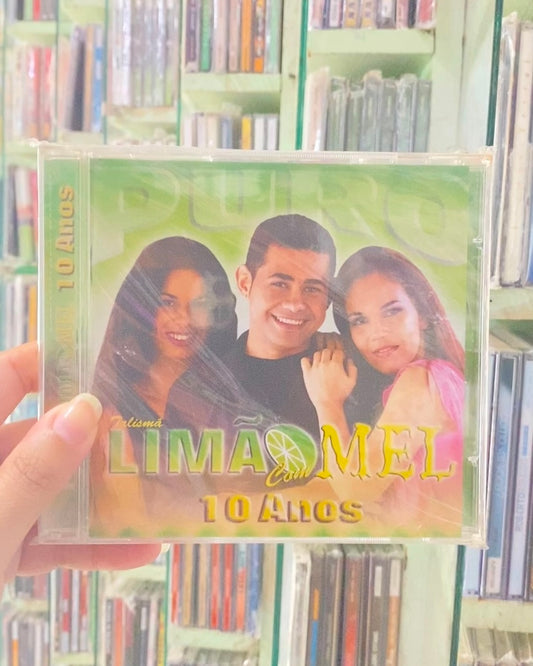 PURO
10 Anos
Talismã
LIMÃO Com MEL
10 Anos